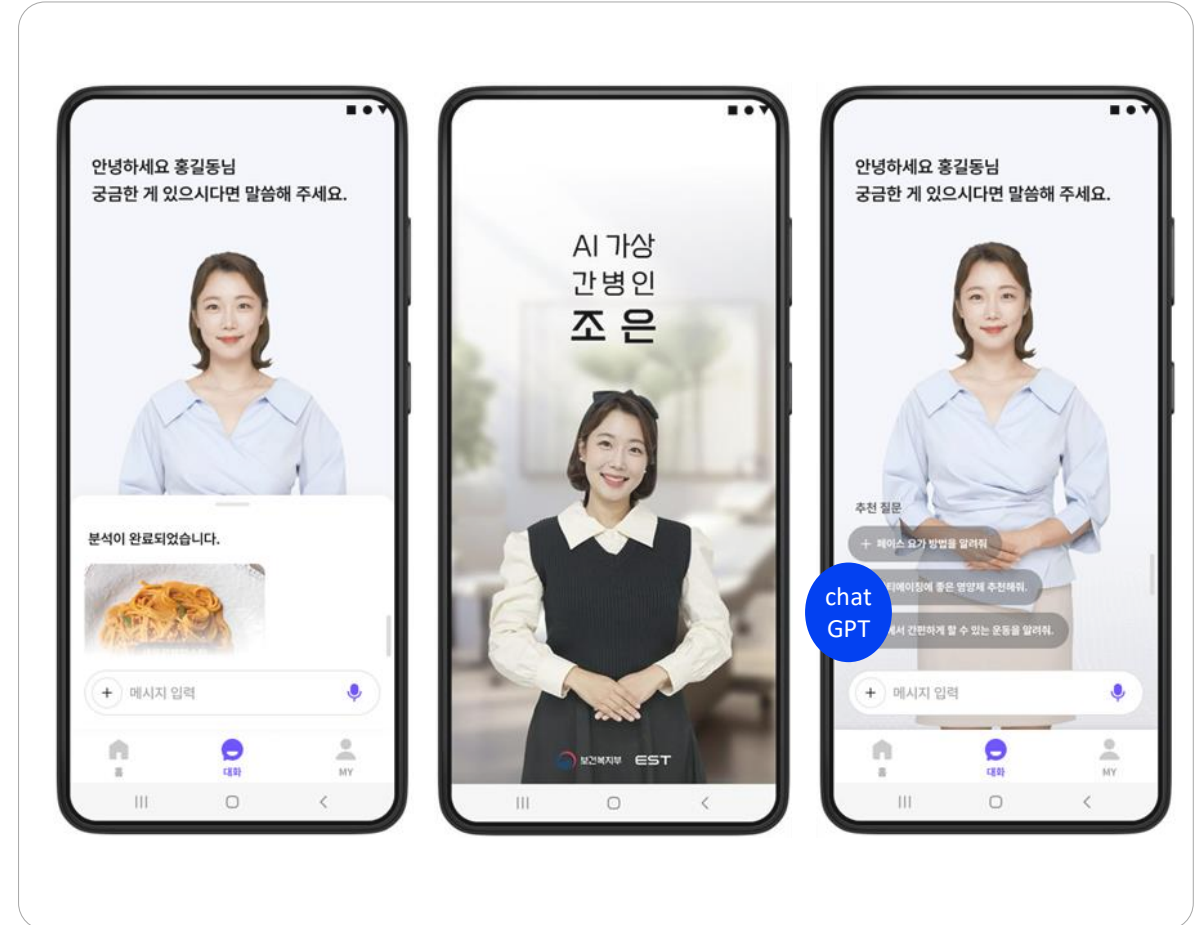 안녕하세요 홍길동님
궁금한 게 있으시다면 말씀해 주세요.
분석이 완료되었습니다.
+ 메시지 입력
홈 대화 MY
AI 가상
간병인
조은
보건복지부 EST
안녕하세요 홍길동님
궁금한 게 있으시다면 말씀해 주세요.
추천 질문
+ 페이스 요가 방법을 알려줘
좋은 영양제 추천해줘.
간편하게 할 수 있는 운동을 알려줘.
chat
GPT
+ 메시지 입력
홈 대화 MY